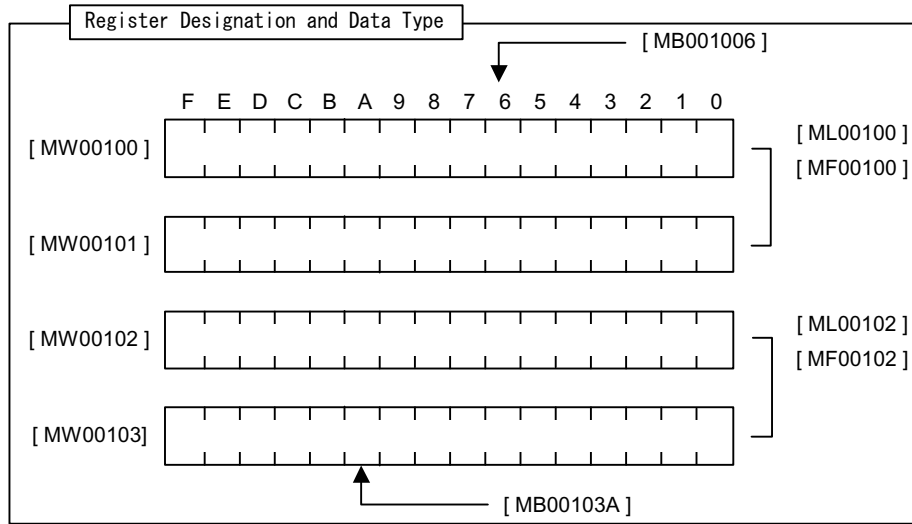 Register Designation and Data Type
[ MB001006 ]
F E D C B A 9 8 7 6 5 4 3 2 1 0
[ MW00100 ]
[ ML00100 ]
[ MF00100 ]
[ MW00101 ]
[ MW00102 ]
[ ML00102 ]
[ MF00102 ]
[ MW00103]
[ MB00103A ]